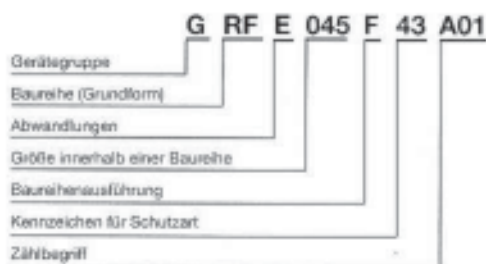 G RF E 045 F 43 A01
Gerätegruppe
Baureihe (Grundform)
Abwandlungen
Größe innerhalb einer Baureihe
Baureihenausführung
Kennzeichen für Schutzart
Zählbegriff